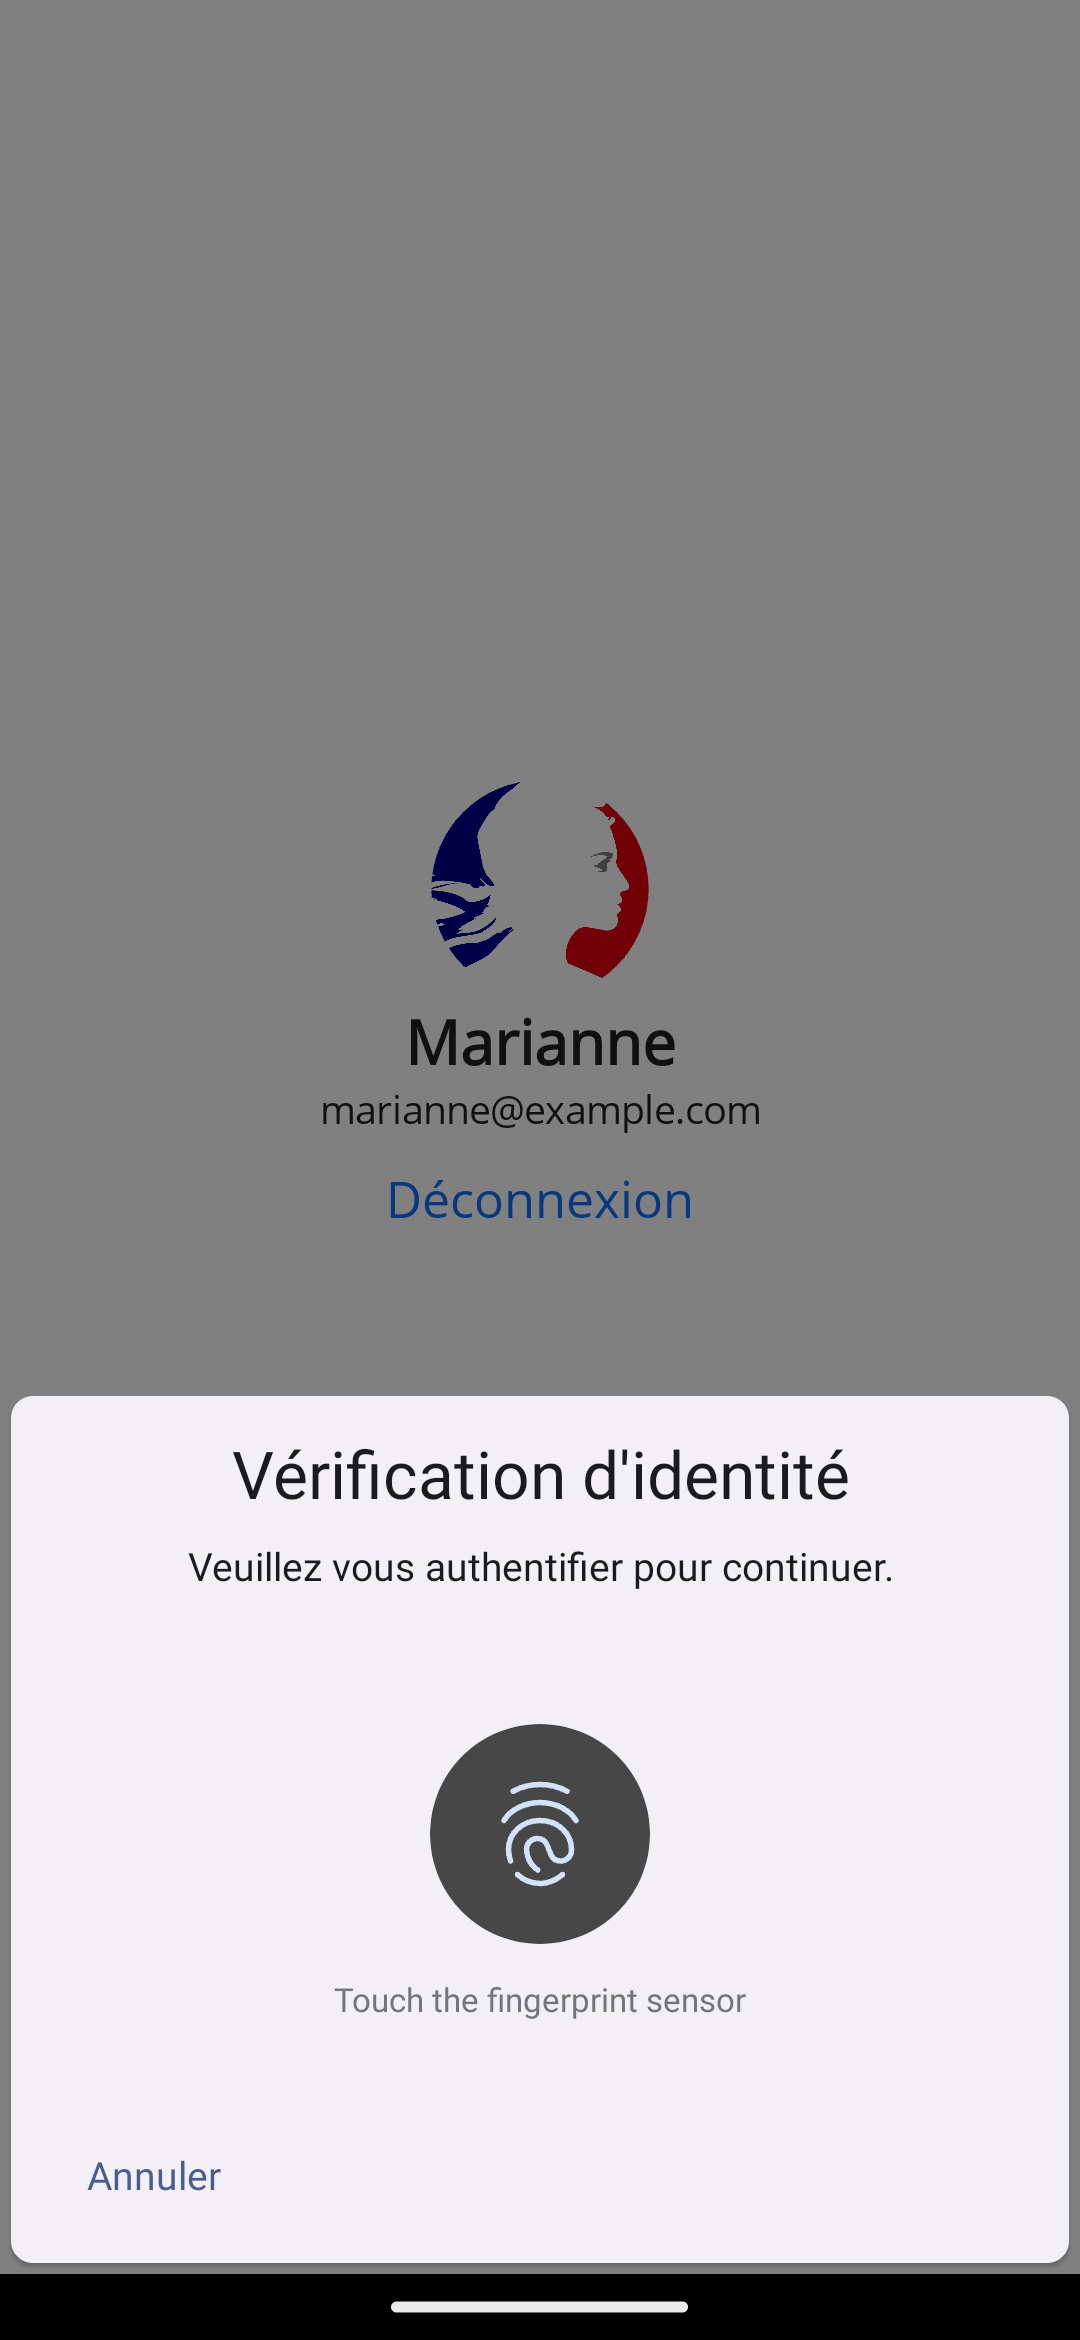 Marianne
marianne@example.com
Déconnexion
Vérification d'identité
Veuillez vous authentifier pour continuer.
Touch the fingerprint sensor
Annuler